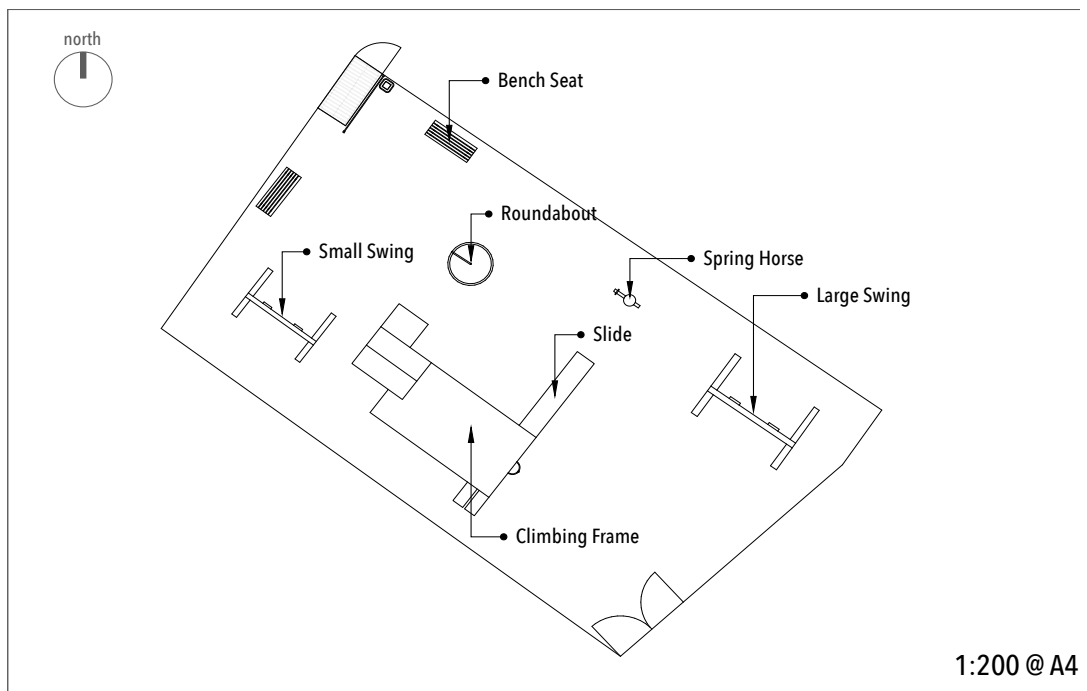 north
Bench Seat
Roundabout
Small Swing
Spring Horse
Large Swing
Slide
Climbing Frame
1:200 @ A4